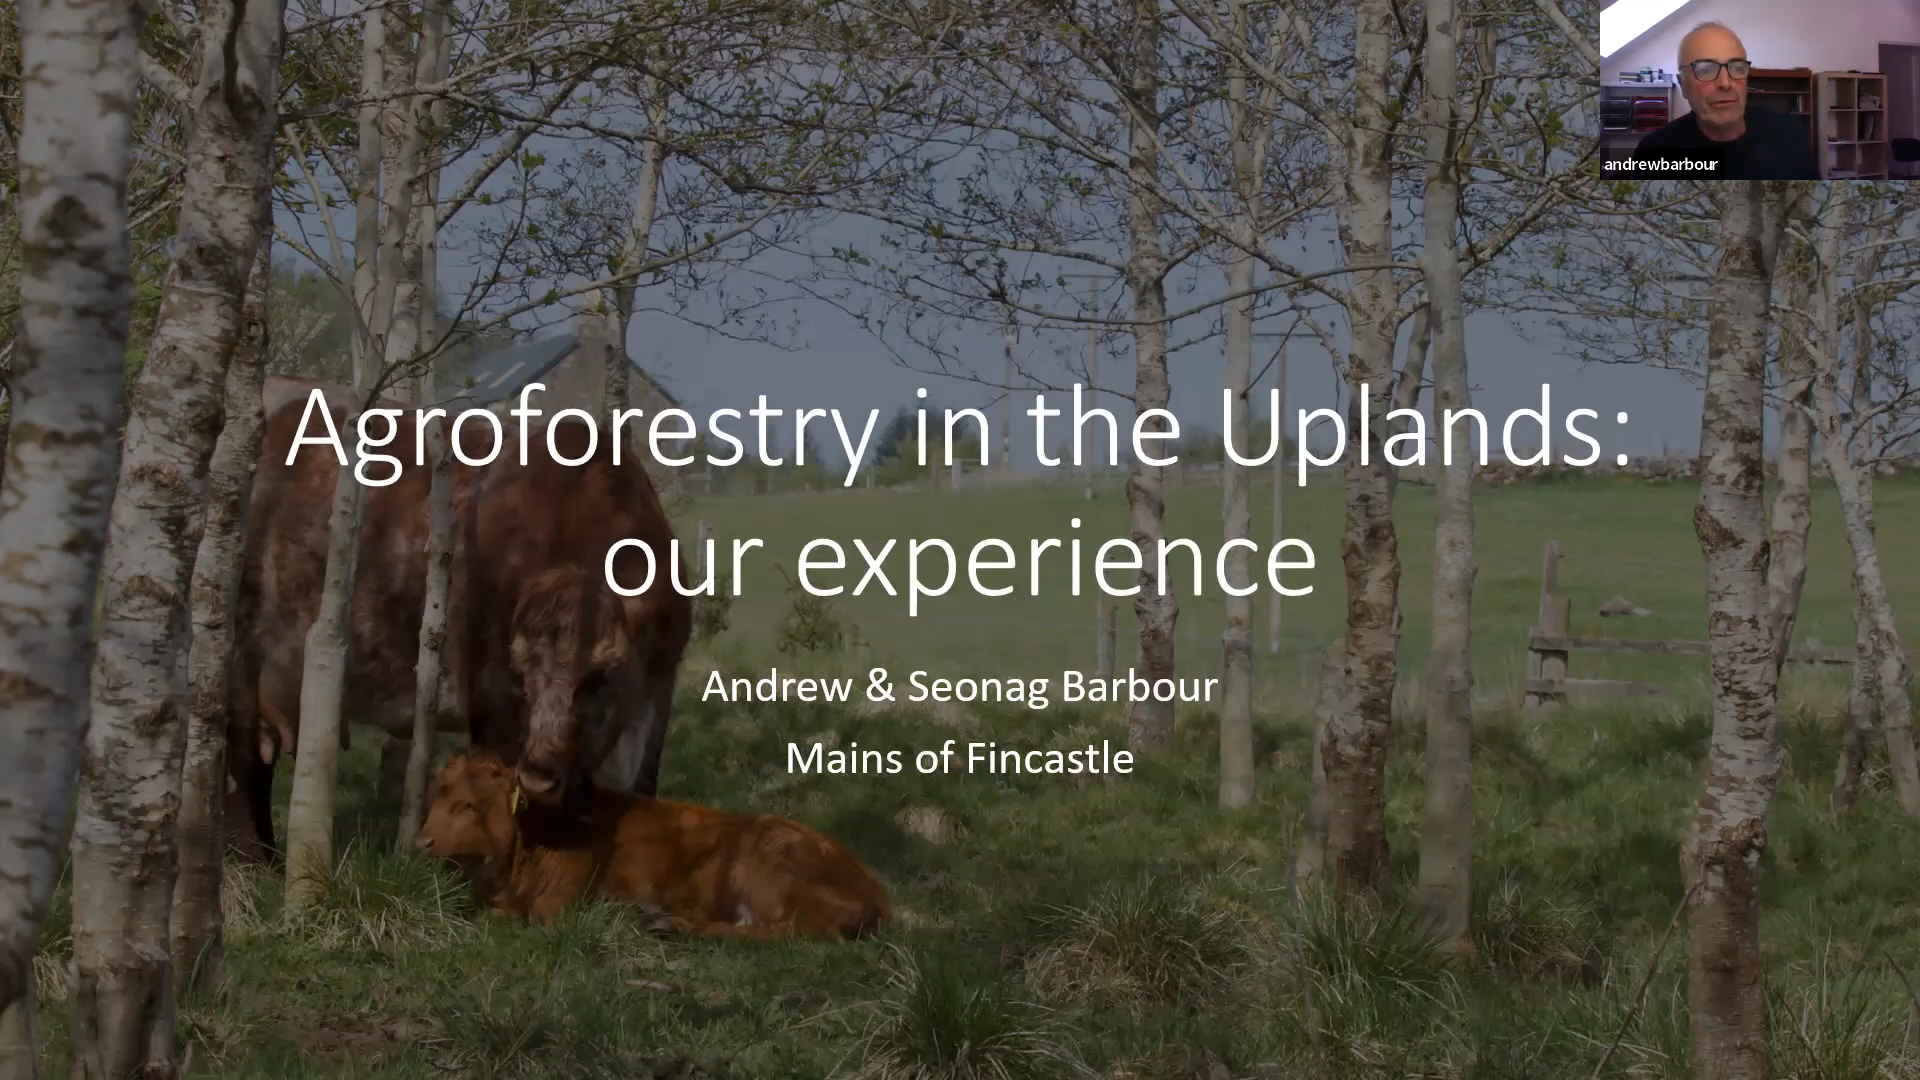 andrewbarbour
Agroforestry in the Uplands:
our experience
Andrew & Seonag Barbour
Mains of Fincastle